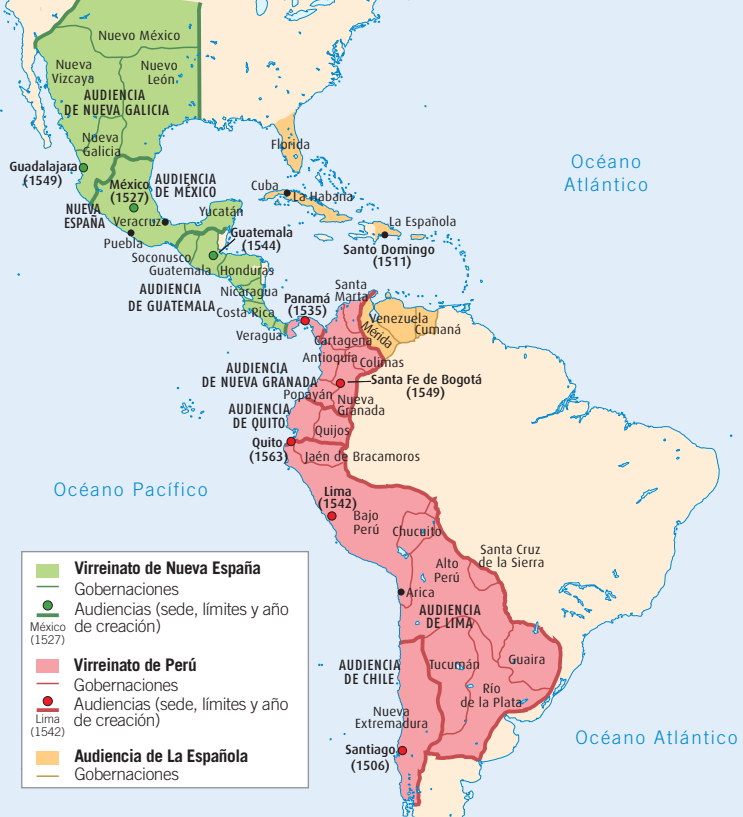 Nuevo México
Nueva
Vizcaya
Nuevo
León
AUDIENCIA
DE NUEVA GALICIA
Nueva
Galicia
Guadalajara
(1549)
México
(1527)
AUDIENCIA
DE MÉXICO
NUEVA
ESPAÑA
Veracruz
Puebla
Yucatán
Guatemala
(1544)
Soconusco
Guatemala
Honduras
AUDIENCIA
DE GUATEMALA
Nicaragua
Costa Rica
Veragua
Florida
Cuba
La Habana
La Española
Santo Domingo
(1511)
Océano
Atlántico
Panamá
(1535)
Santa
Marta
Venezuela
Cumaná
Mérida
Cartagena
Antioquía
Colimas
AUDIENCIA
DE NUEVA GRANADA
Santa Fe de Bogotá
(1549)
Popayán
Nueva
Granada
AUDIENCIA
DE QUITO
Quijos
Quito
(1563)
Jaén de Bracamoros
Océano Pacífico
Lima
(1542)
Bajo
Perú
Chucuito
Santa Cruz
de la Sierra
Alto
Perú
Arica
AUDIENCIA
DE LIMA
AUDIENCIA
DE CHILE
Tucumán
Guaira
Río
de la Plata
Nueva
Extremadura
Santiago
(1506)
Océano Atlántico
Virreinato de Nueva España
Gobernaciones
Audiencias (sede, límites y año
de creación)
México
(1527)
Virreinato de Perú
Gobernaciones
Audiencias (sede, límites y año
de creación)
Lima
(1542)
Audiencia de La Española
Gobernaciones